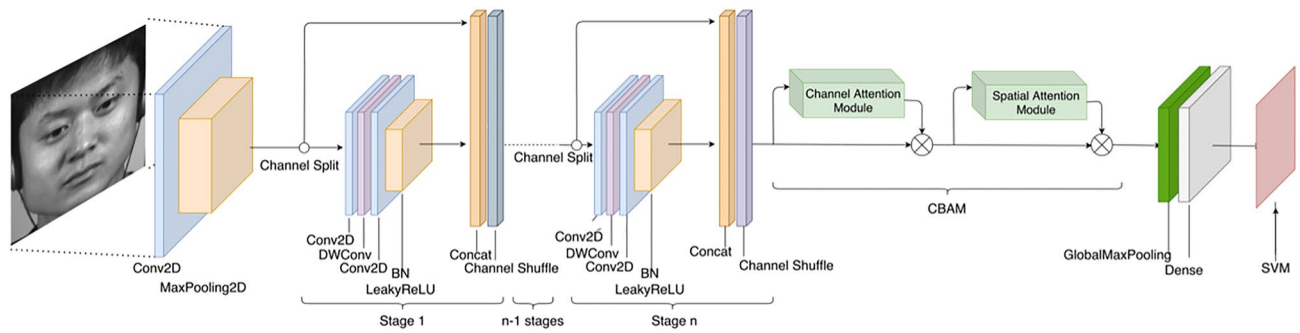 Channel Attention
Module
Spatial Attention
Module
Channel Split
Channel Split
CBAM
Conv2D
DWConv
Conv2D
BN
LeakyReLU
Concat
Channel Shuffle
Conv2D
DWConv
Conv2D
BN
LeakyReLU
Concat
Channel Shuffle
GlobalMaxPooling
Dense
SVM
Conv2D
MaxPooling2D
Stage 1
n-1 stages
Stage n